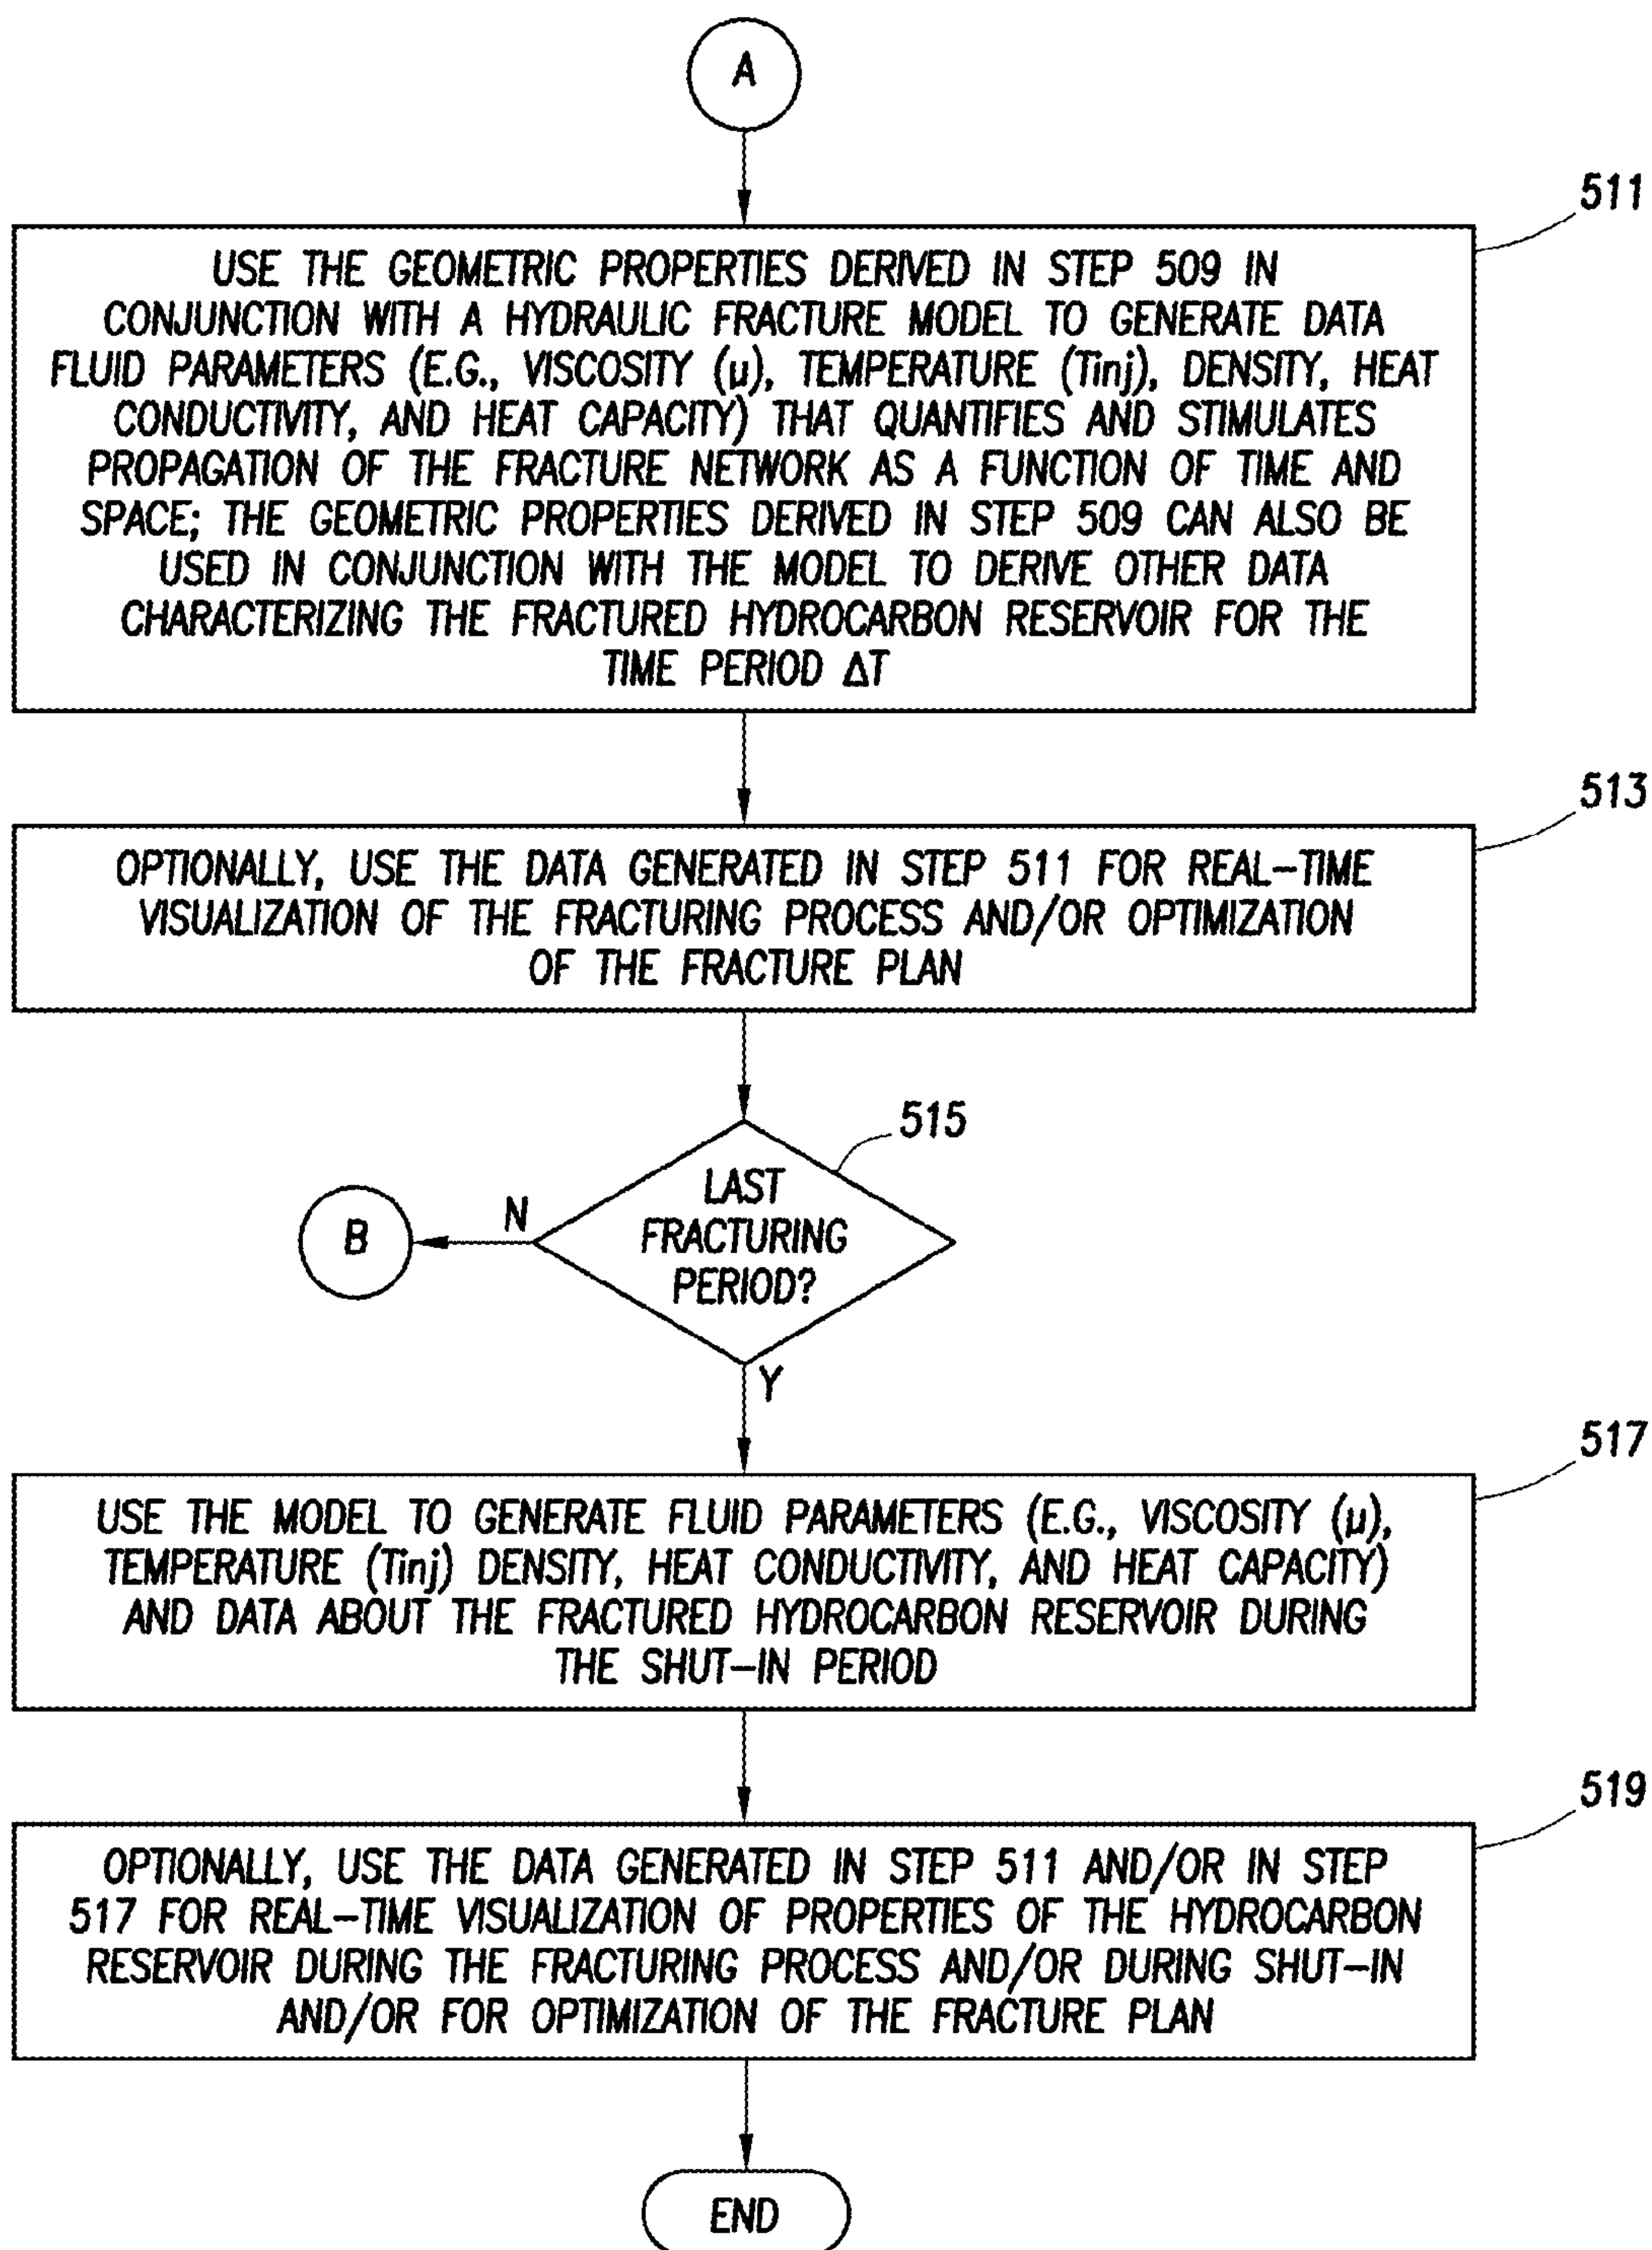 A
511
USE THE GEOMETRIC PROPERTIES DERIVED IN STEP 509 IN
CONJUNCTION WITH A HYDRAULIC FRACTURE MODEL TO GENERATE DATA
FLUID PARAMETERS (E.G., VISCOSITY (μ), TEMPERATURE (Tinj), DENSITY, HEAT
CONDUCTIVITY, AND HEAT CAPACITY) THAT QUANTIFIES AND STIMULATES
PROPAGATION OF THE FRACTURE NETWORK AS A FUNCTION OF TIME AND
SPACE; THE GEOMETRIC PROPERTIES DERIVED IN STEP 509 CAN ALSO BE
USED IN CONJUNCTION WITH THE MODEL TO DERIVE OTHER DATA
CHARACTERIZING THE FRACTURED HYDROCARBON RESERVOIR FOR THE
TIME PERIOD ΔT
513
OPTIONALLY, USE THE DATA GENERATED IN STEP 511 FOR REAL-TIME
VISUALIZATION OF THE FRACTURING PROCESS AND/OR OPTIMIZATION
OF THE FRACTURE PLAN
515
LAST
FRACTURING
PERIOD?
N
B
Y
517
USE THE MODEL TO GENERATE FLUID PARAMETERS (E.G., VISCOSITY (μ),
TEMPERATURE (Tinj) DENSITY, HEAT CONDUCTIVITY, AND HEAT CAPACITY)
AND DATA ABOUT THE FRACTURED HYDROCARBON RESERVOIR DURING
THE SHUT-IN PERIOD
519
OPTIONALLY, USE THE DATA GENERATED IN STEP 511 AND/OR IN STEP
517 FOR REAL-TIME VISUALIZATION OF PROPERTIES OF THE HYDROCARBON
RESERVOIR DURING THE FRACTURING PROCESS AND/OR DURING SHUT-IN
AND/OR FOR OPTIMIZATION OF THE FRACTURE PLAN
END